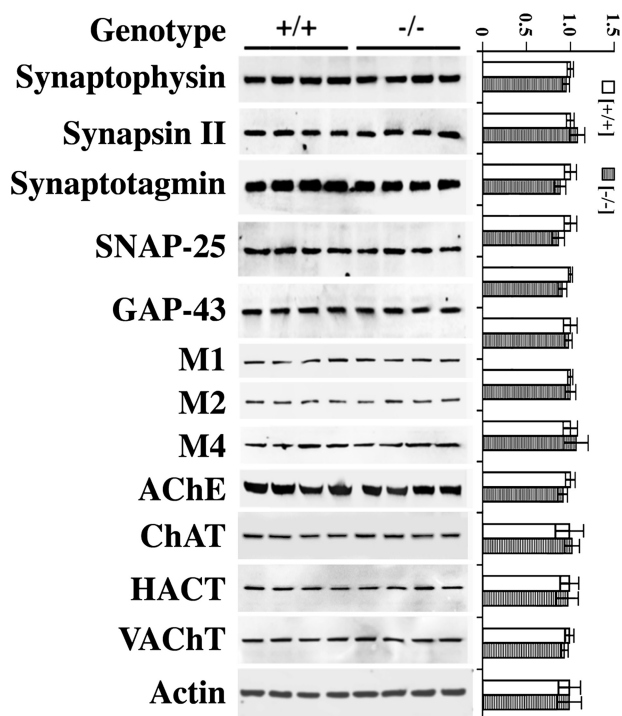 Genotype +/+ -/-
0 0.5 1.0 1.5
[+/+]
[-/-]
Synaptophysin
Synapsin II
Synaptotagmin
SNAP-25
GAP-43
M1
M2
M4
AChE
ChAT
HACT
VAChT
Actin